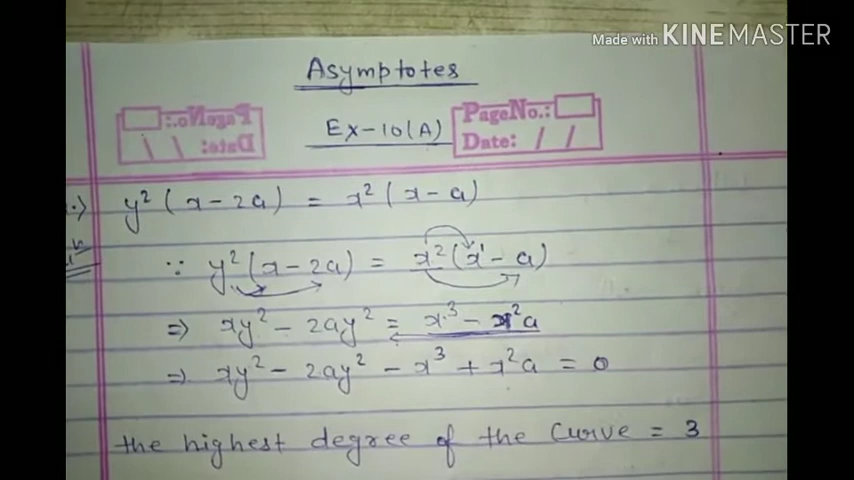 Made with KINEMASTER
Asymptotes
PageNo.:
Date: / /
Ex-10(A)
PageNo.:
Date: / /
.) y² (x - 2a) = x² (x - a)
∵ y² (x - 2a) = x² (x¹ - a)
⇒ xy² - 2ay² = x³ - x²a
⇒ xy² - 2ay² - x³ + x²a = 0
the highest degree of the curve = 3